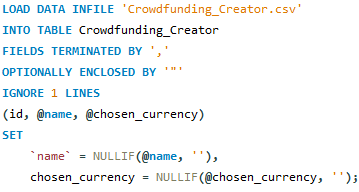 LOAD DATA INFILE 'Crowdfunding_Creator.csv'
INTO TABLE Crowdfunding_Creator
FIELDS TERMINATED BY ','
OPTIONALLY ENCLOSED BY '"'
IGNORE 1 LINES
(id, @name, @chosen_currency)
SET
    `name` = NULLIF(@name, ''),
    chosen_currency = NULLIF(@chosen_currency, '');